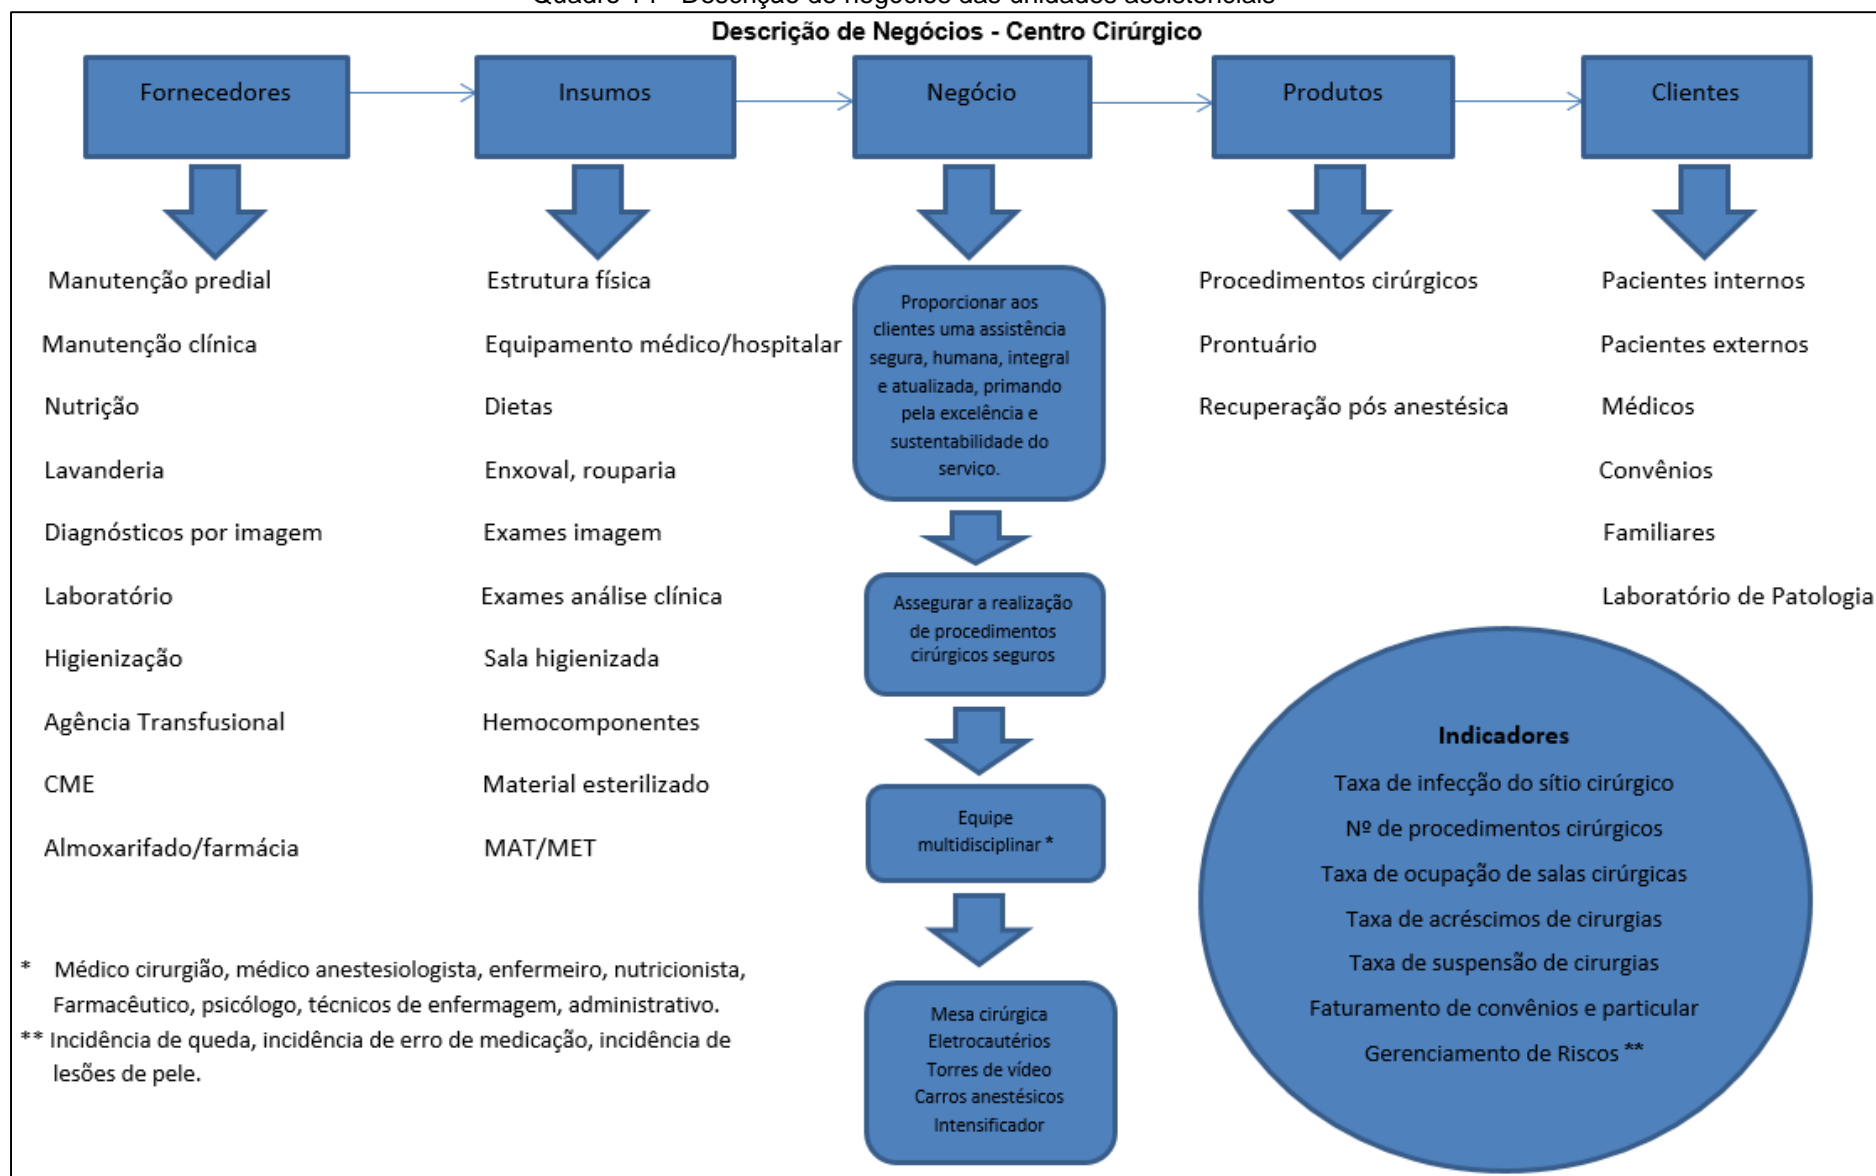 Descrição de Negócios - Centro Cirúrgico
Fornecedores
Insumos
Negócio
Produtos
Clientes
Manutenção predial
Manutenção clínica
Nutrição
Lavanderia
Diagnósticos por imagem
Laboratório
Higienização
Agência Transfusional
CME
Almoxarifado/farmácia
Estrutura física
Equipamento médico/hospitalar
Dietas
Enxoval, rouparia
Exames imagem
Exames análise clínica
Sala higienizada
Hemocomponentes
Material esterilizado
MAT/MET
Proporcionar aos
clientes uma assistência
segura, humana, integral
e atualizada, primando
pela excelência e
sustentabilidade do
serviço.
Assegurar a realização
de procedimentos
cirúrgicos seguros
Equipe
multidisciplinar *
Mesa cirúrgica
Eletrocautérios
Torres de vídeo
Carros anestésicos
Intensificador
Procedimentos cirúrgicos
Prontuário
Recuperação pós anestésica
Pacientes internos
Pacientes externos
Médicos
Convênios
Familiares
Laboratório de Patologia
Indicadores
Taxa de infecção do sítio cirúrgico
Nº de procedimentos cirúrgicos
Taxa de ocupação de salas cirúrgicas
Taxa de acréscimos de cirurgias
Taxa de suspensão de cirurgias
Faturamento de convênios e particular
Gerenciamento de Riscos **
* Médico cirurgião, médico anestesiologista, enfermeiro, nutricionista,
Farmacêutico, psicólogo, técnicos de enfermagem, administrativo.
** Incidência de queda, incidência de erro de medicação, incidência de
lesões de pele.